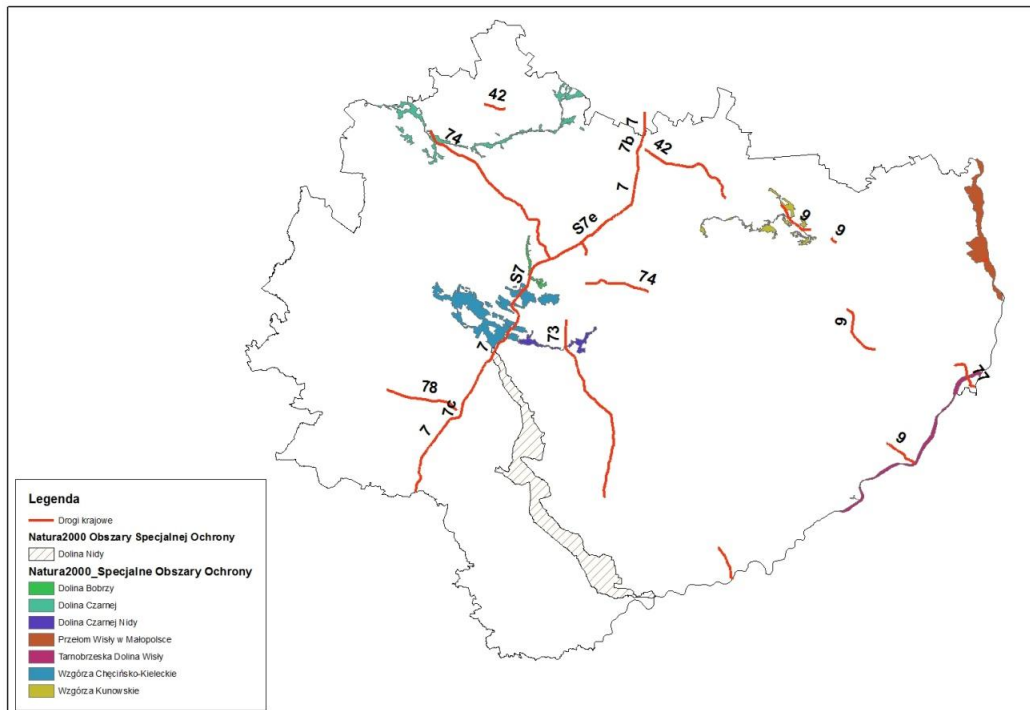 42
7
74
7b
42
7
9
9
S7e
S7
74
9
73
7
77
78
7c
7
9
Legenda
Drogi krajowe
Natura2000 Obszary Specjalnej Ochrony
Dolina Nidy
Natura2000_Specjalne Obszary Ochrony
Dolina Bobrzy
Dolina Czarnej
Dolina Czarnej Nidy
Przełom Wisły w Małopolsce
Tarnobrzeska Dolina Wisły
Wzgórza Chęcińsko-Kieleckie
Wzgórza Kunowskie